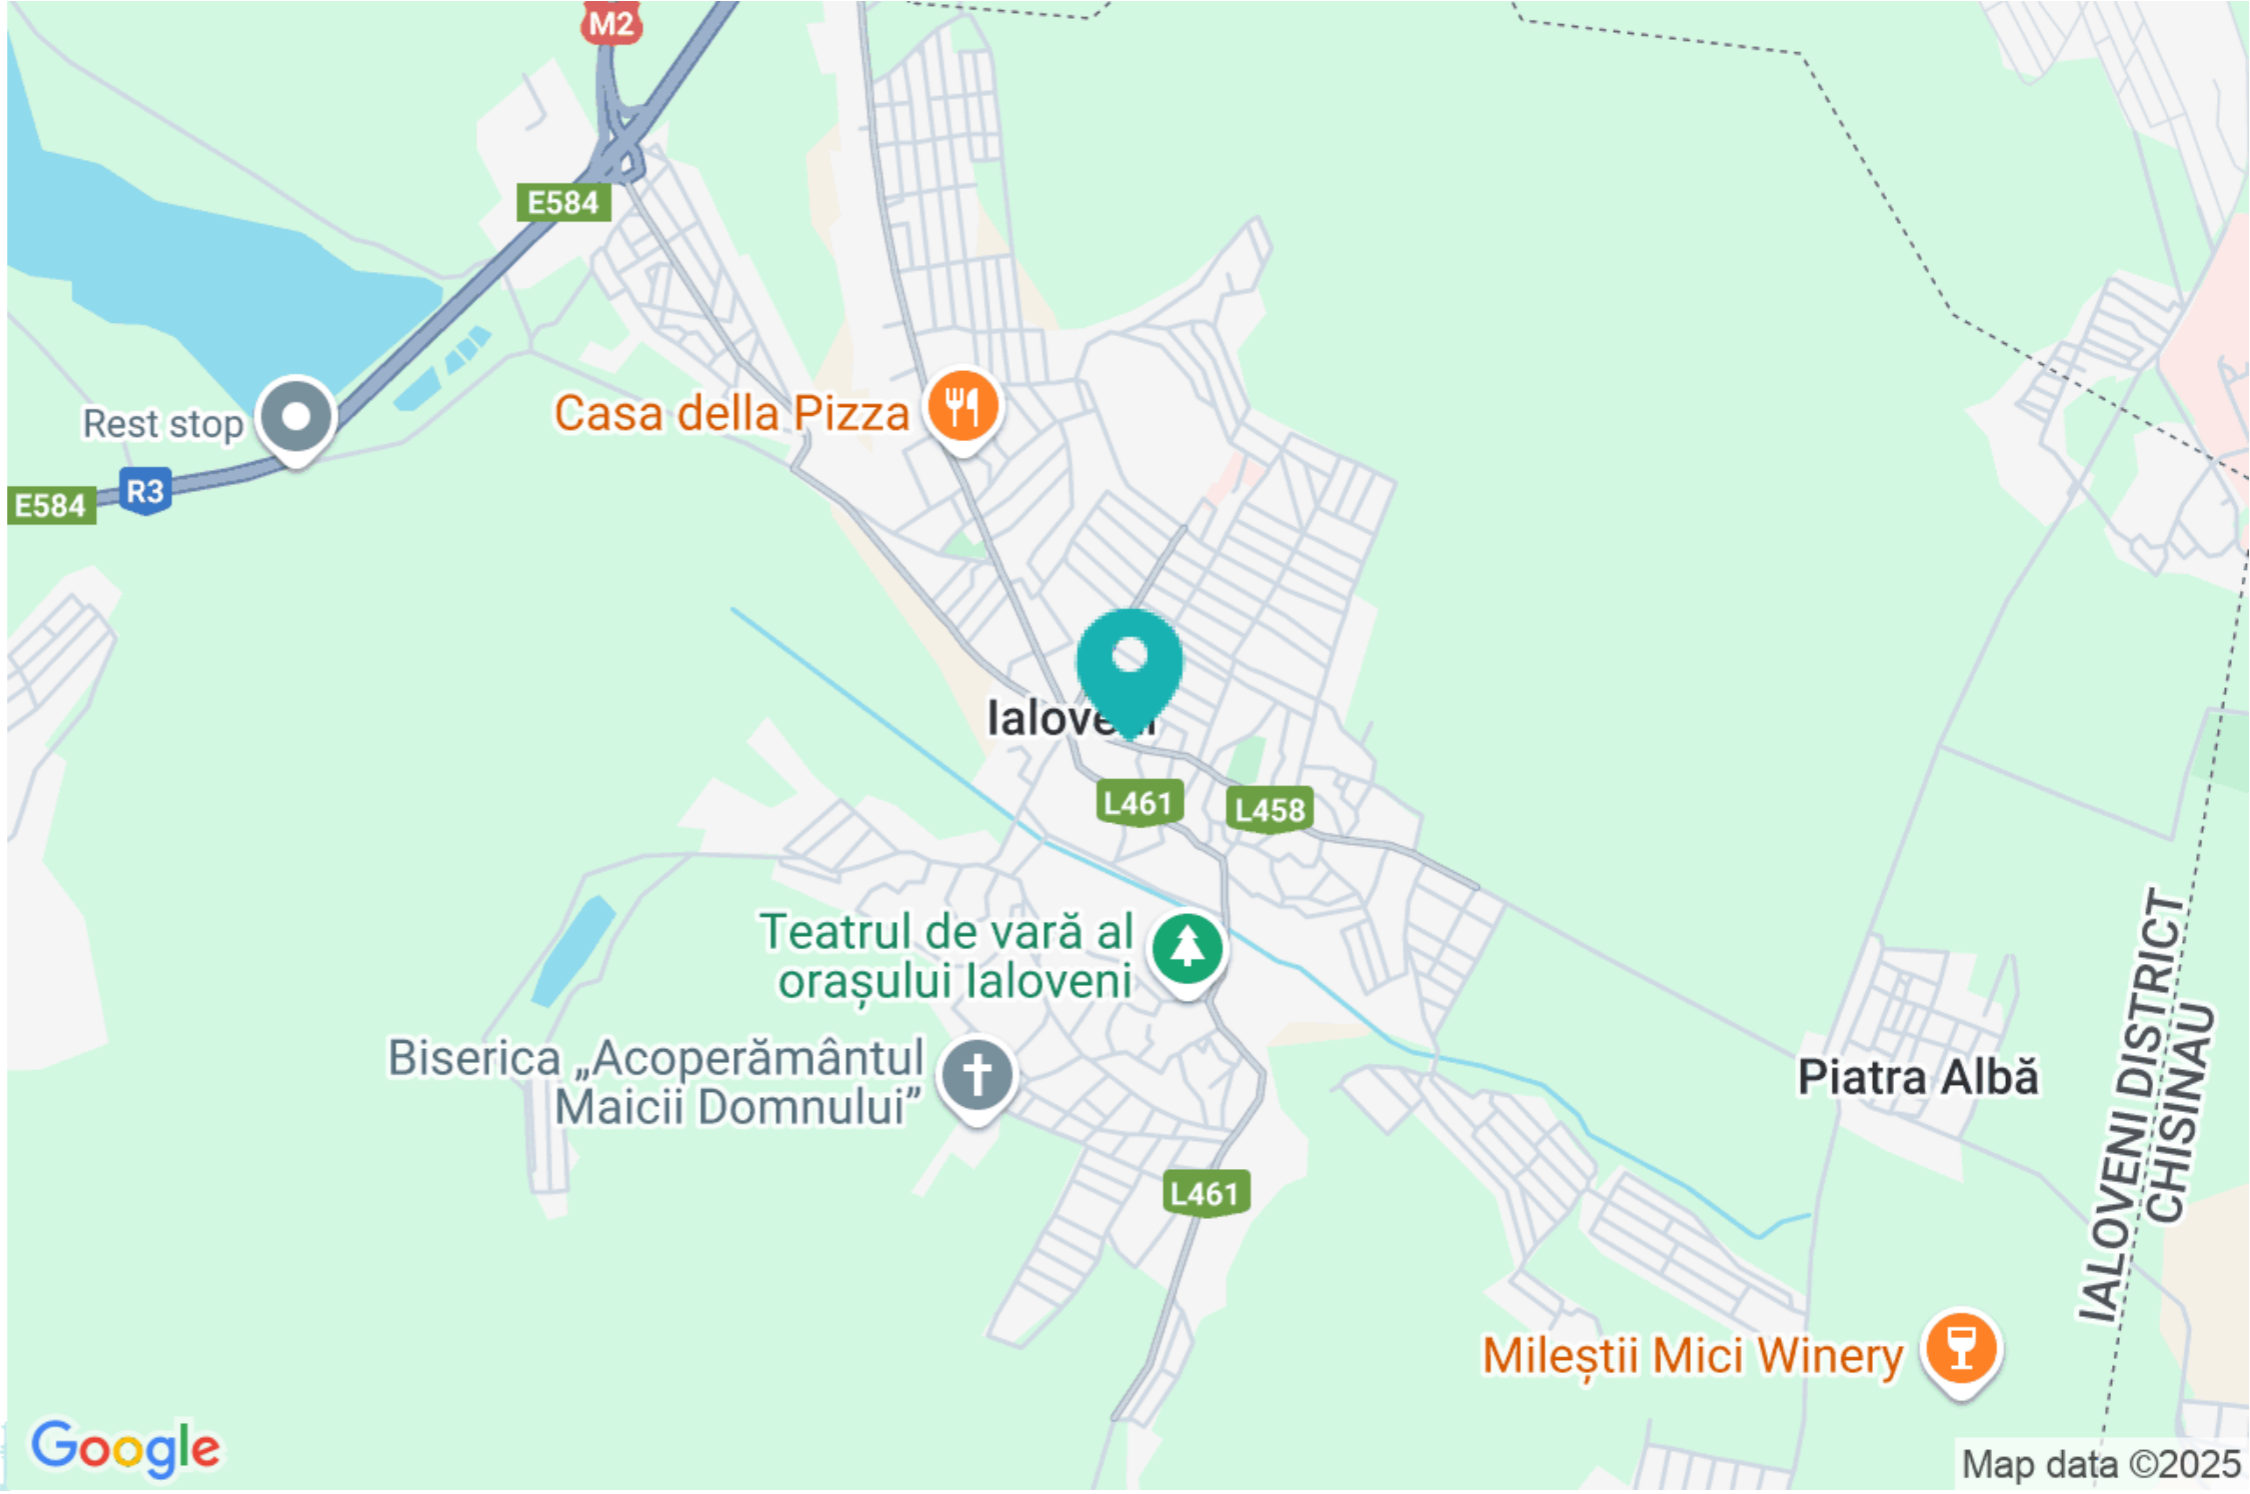 M2
E584
Casa della Pizza
Rest stop
R3
E584
Ialoveni
L461
L458
Teatrul de vară al
orașului Ialoveni
Biserica „Acoperământul
Maicii Domnului”
Piatra Albă
IALOVENI DISTRICT
CHISINAU
L461
Mileștii Mici Winery
Google
Map data ©2025